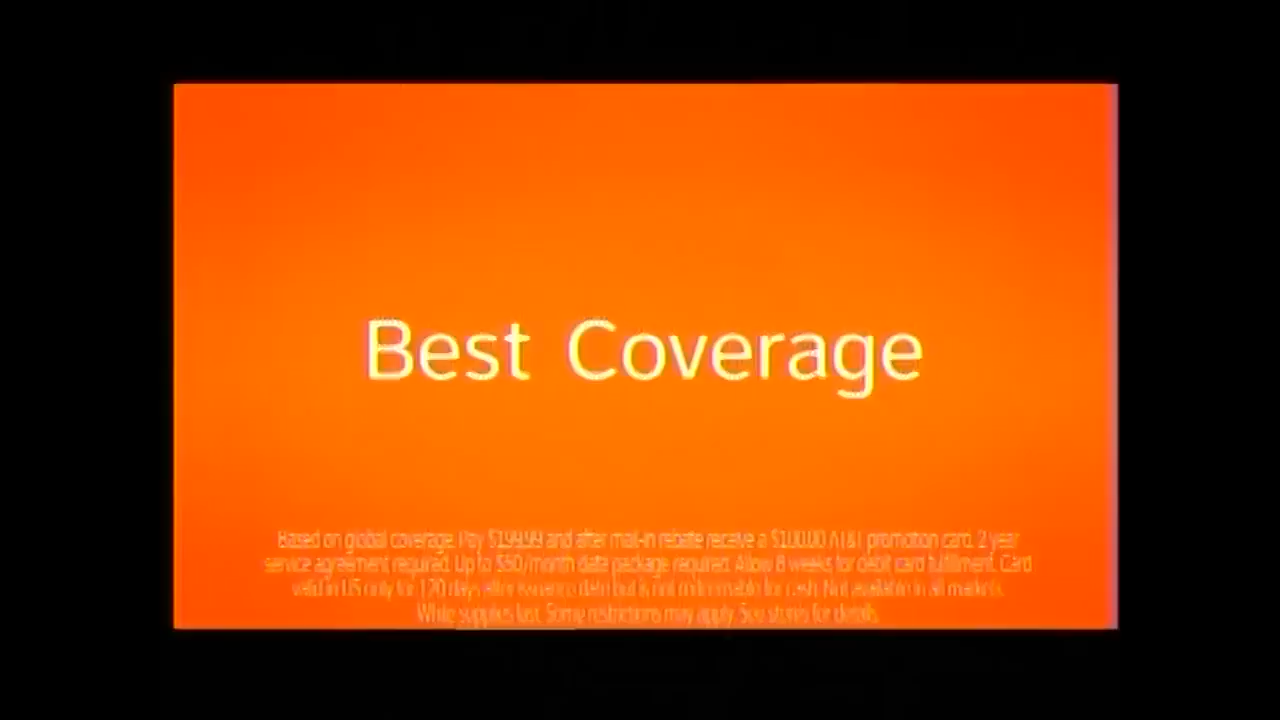 Best Coverage
Based on global coverage. Pay $199.99 and after mail-in rebate receive a $100.00 AT&T promotion card. 2 year
service agreement required. Up to $50/month data package required. Allow 8 weeks for debit card fulfillment. Card
valid in US only for 120 days after issuance date but is not redeemable for cash. Not available in all markets.
While supplies last. Some restrictions may apply. See stores for details.